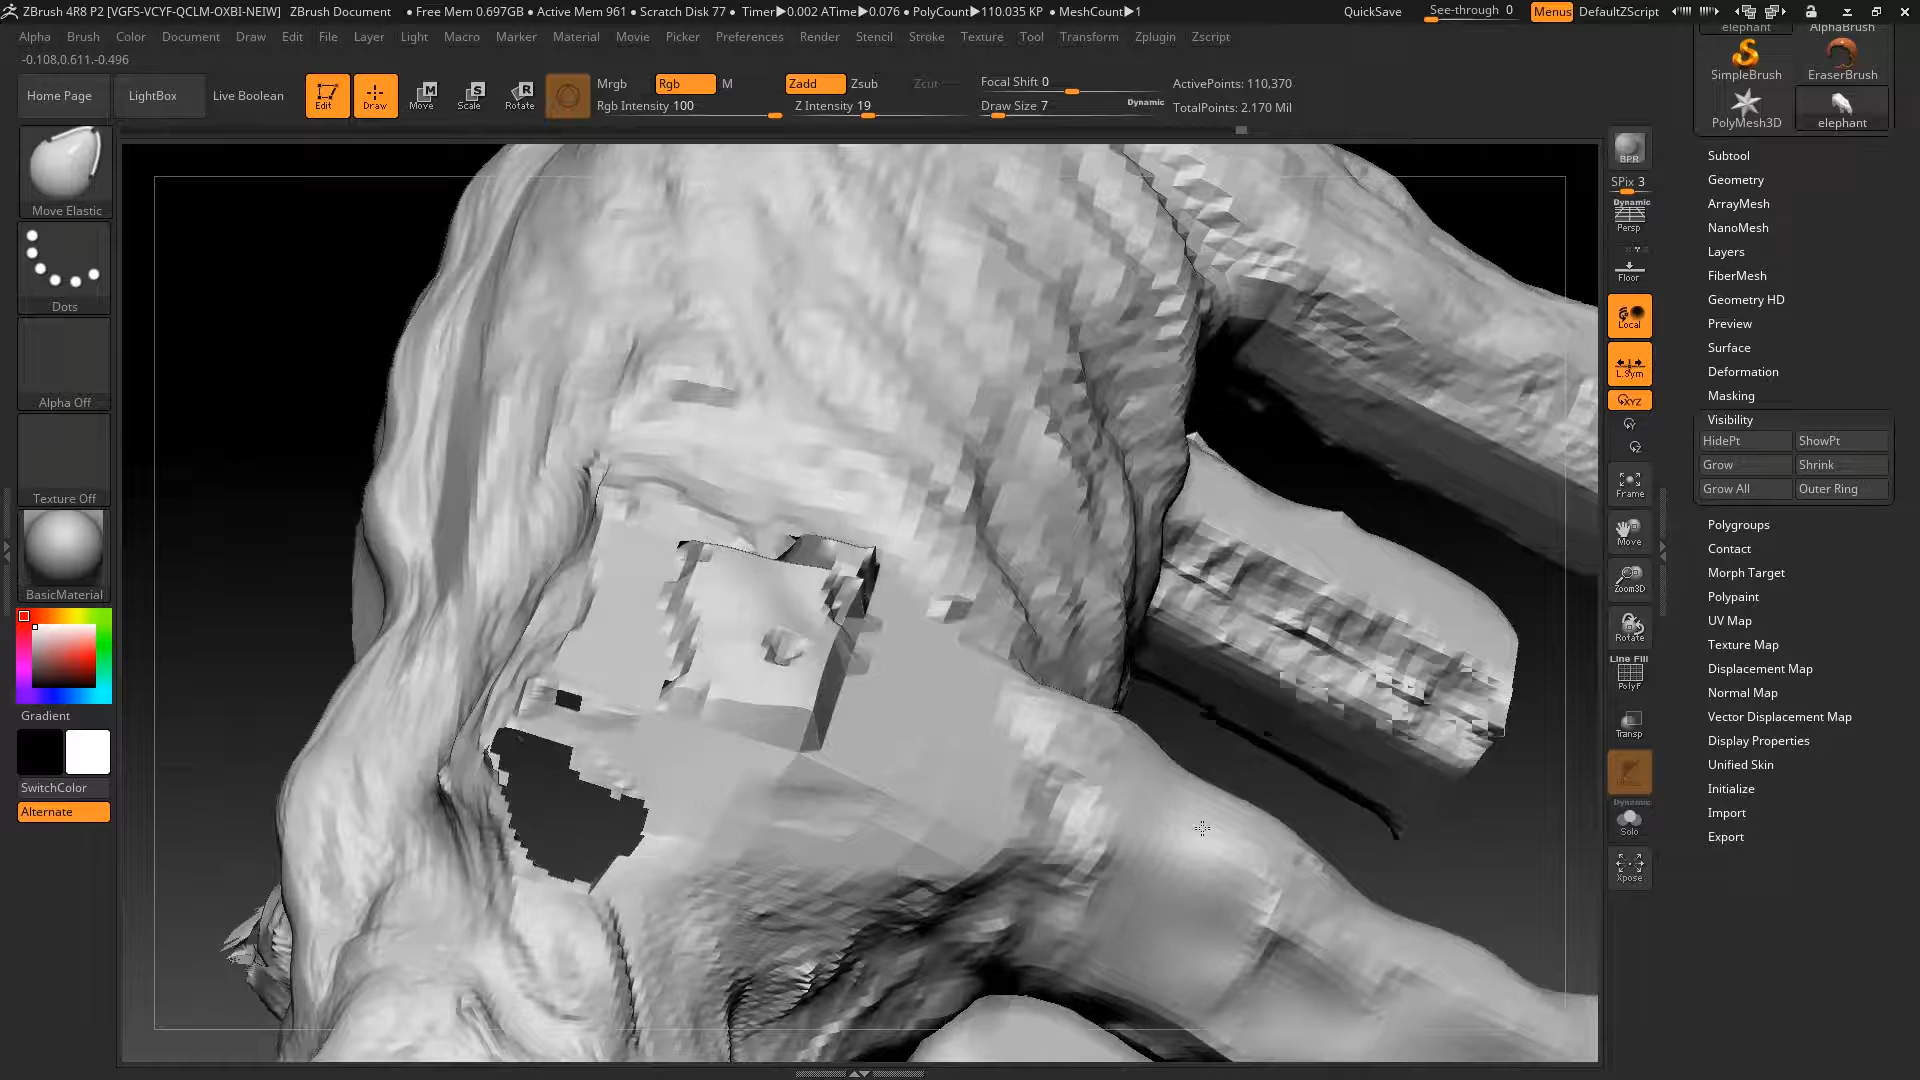 ZBrush 4R8 P2 [VGFS-VCYF-QCLM-OXBI-NEIW] ZBrush Document • Free Mem 0.697GB • Active Mem 961 • Scratch Disk 77 • Timer▶0.002 ATime▶0.076 • PolyCount▶110.035 KP • MeshCount▶1 QuickSave See-through 0 Menus DefaultZScript
Alpha Brush Color Document Draw Edit File Layer Light Macro Marker Material Movie Picker Preferences Render Stencil Stroke Texture Tool Transform Zplugin Zscript
-0.108,0.611,-0.496
Home Page LightBox Live Boolean Edit Draw Move Scale Rotate
Mrgb Rgb M Zadd Zsub Zcut Focal Shift 0 ActivePoints: 110,370
Rgb Intensity 100 Z Intensity 19 Draw Size 7 Dynamic TotalPoints: 2.170 Mil
Move Elastic
Dots
Alpha Off
Texture Off
BasicMaterial
Gradient
SwitchColor
Alternate
BPR
SPix 3
Dynamic
Persp
Floor
Local
L.Sym
XYZ
Y
Z
Frame
Move
Zoom3D
Rotate
Line Fill
PolyF
Transp
Dynamic
Solo
Xpose
elephant AlphaBrush
SimpleBrush EraserBrush
PolyMesh3D elephant
Subtool
Geometry
ArrayMesh
NanoMesh
Layers
FiberMesh
Geometry HD
Preview
Surface
Deformation
Masking
Visibility
HidePt ShowPt
Grow Shrink
Grow All Outer Ring
Polygroups
Contact
Morph Target
Polypaint
UV Map
Texture Map
Displacement Map
Normal Map
Vector Displacement Map
Display Properties
Unified Skin
Initialize
Import
Export